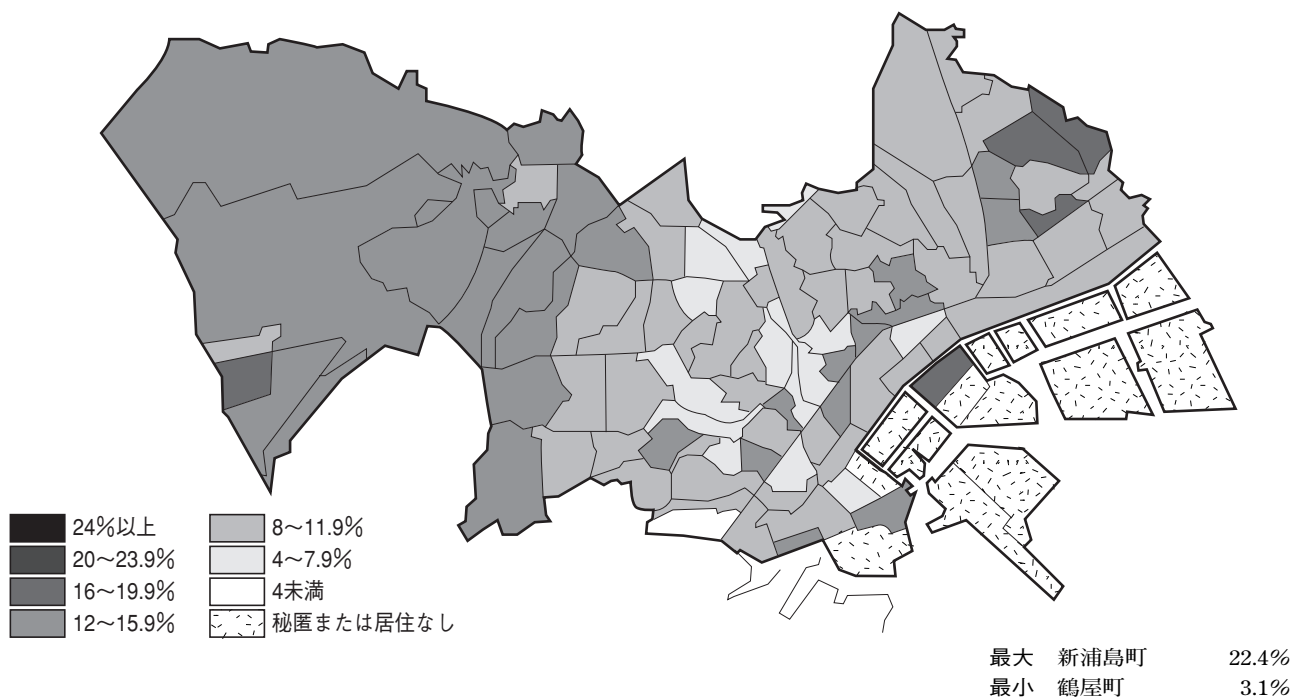 24%以上
20～23.9%
16～19.9%
12～15.9%
8～11.9%
4～7.9%
4未満
秘匿または居住なし
最大 新浦島町 22.4%
最小 鶴屋町 3.1%